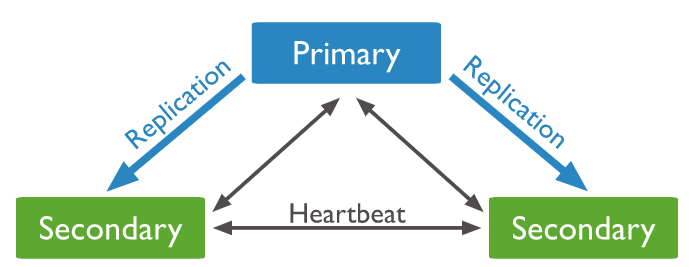 Primary
Replication
Replication
Heartbeat
Secondary
Secondary